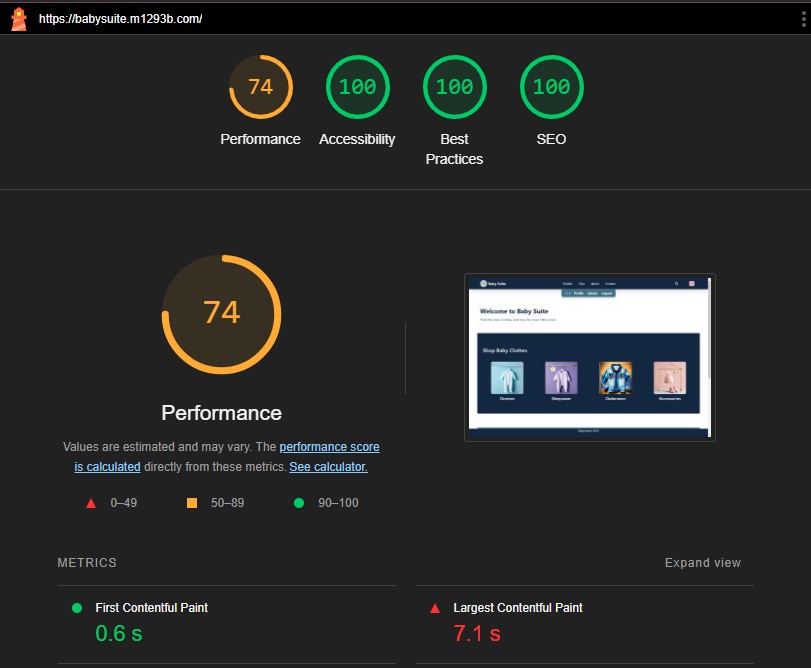 https://babysuite.m1293b.com/
74
100
100
100
Performance
Accessibility
Best
Practices
SEO
74
Performance
Values are estimated and may vary. The performance score
is calculated directly from these metrics. See calculator.
0–49
50–89
90–100
Baby Suite
Welcome to Baby Suite
Shop Baby Clothes
Onesies
Sleepwear
Outerwear
Accessories
METRICS
Expand view
First Contentful Paint
0.6 s
Largest Contentful Paint
7.1 s